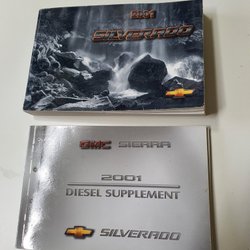 2001
SILVERADO
GMC SIERRA
2001
DIESEL SUPPLEMENT
SILVERADO